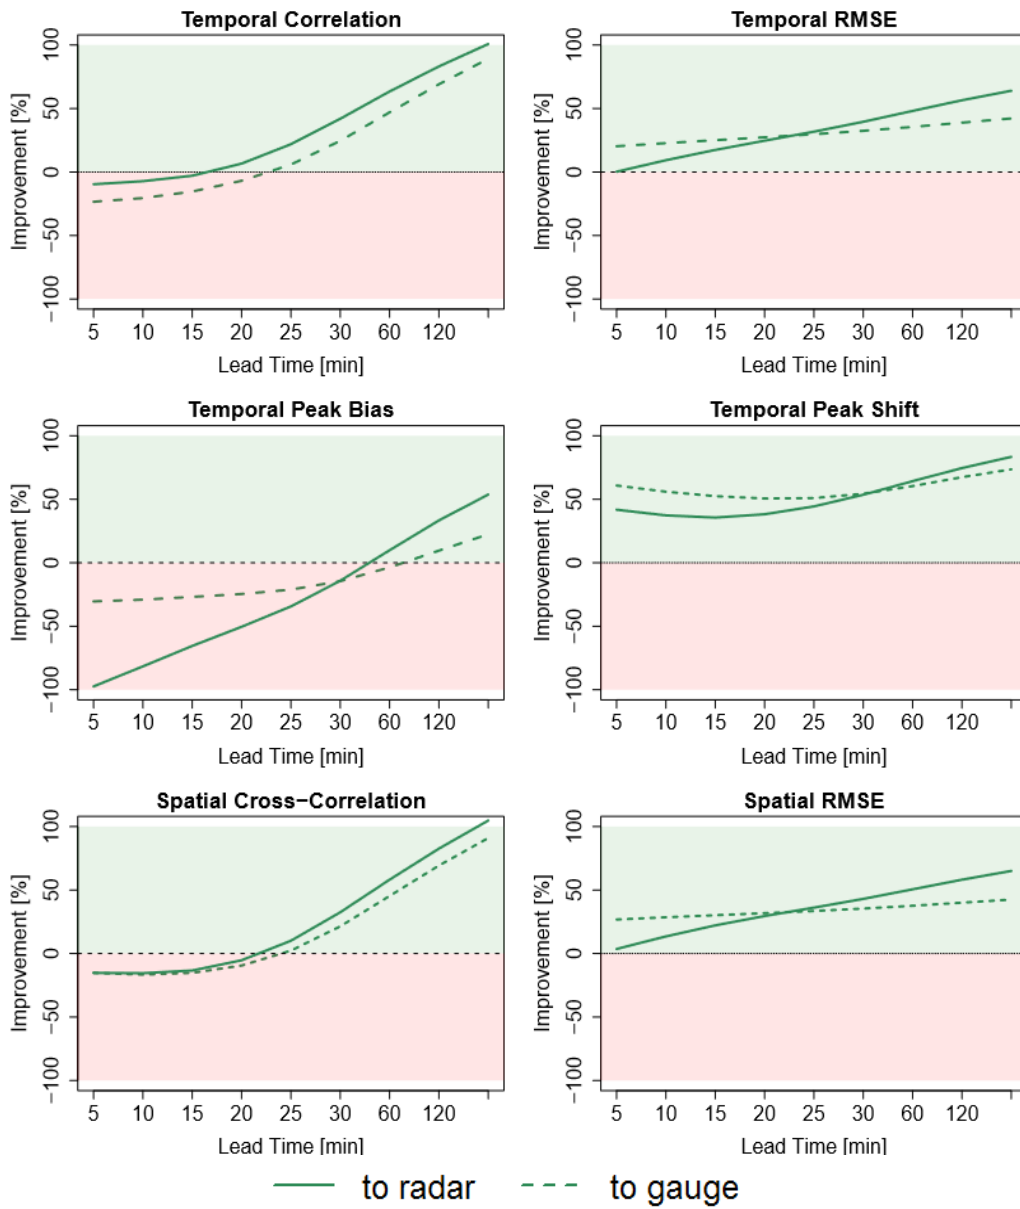 Temporal Correlation
Improvement [%]
100
50
0
−50
−100
5 10 15 20 25 30 60 120
Lead Time [min]
Temporal RMSE
Improvement [%]
100
50
0
−50
−100
5 10 15 20 25 30 60 120
Lead Time [min]
Temporal Peak Bias
Improvement [%]
100
50
0
−50
−100
5 10 15 20 25 30 60 120
Lead Time [min]
Temporal Peak Shift
Improvement [%]
100
50
0
−50
−100
5 10 15 20 25 30 60 120
Lead Time [min]
Spatial Cross−Correlation
Improvement [%]
100
50
0
−50
−100
5 10 15 20 25 30 60 120
Lead Time [min]
Spatial RMSE
Improvement [%]
100
50
0
−50
−100
5 10 15 20 25 30 60 120
Lead Time [min]
to radar to gauge